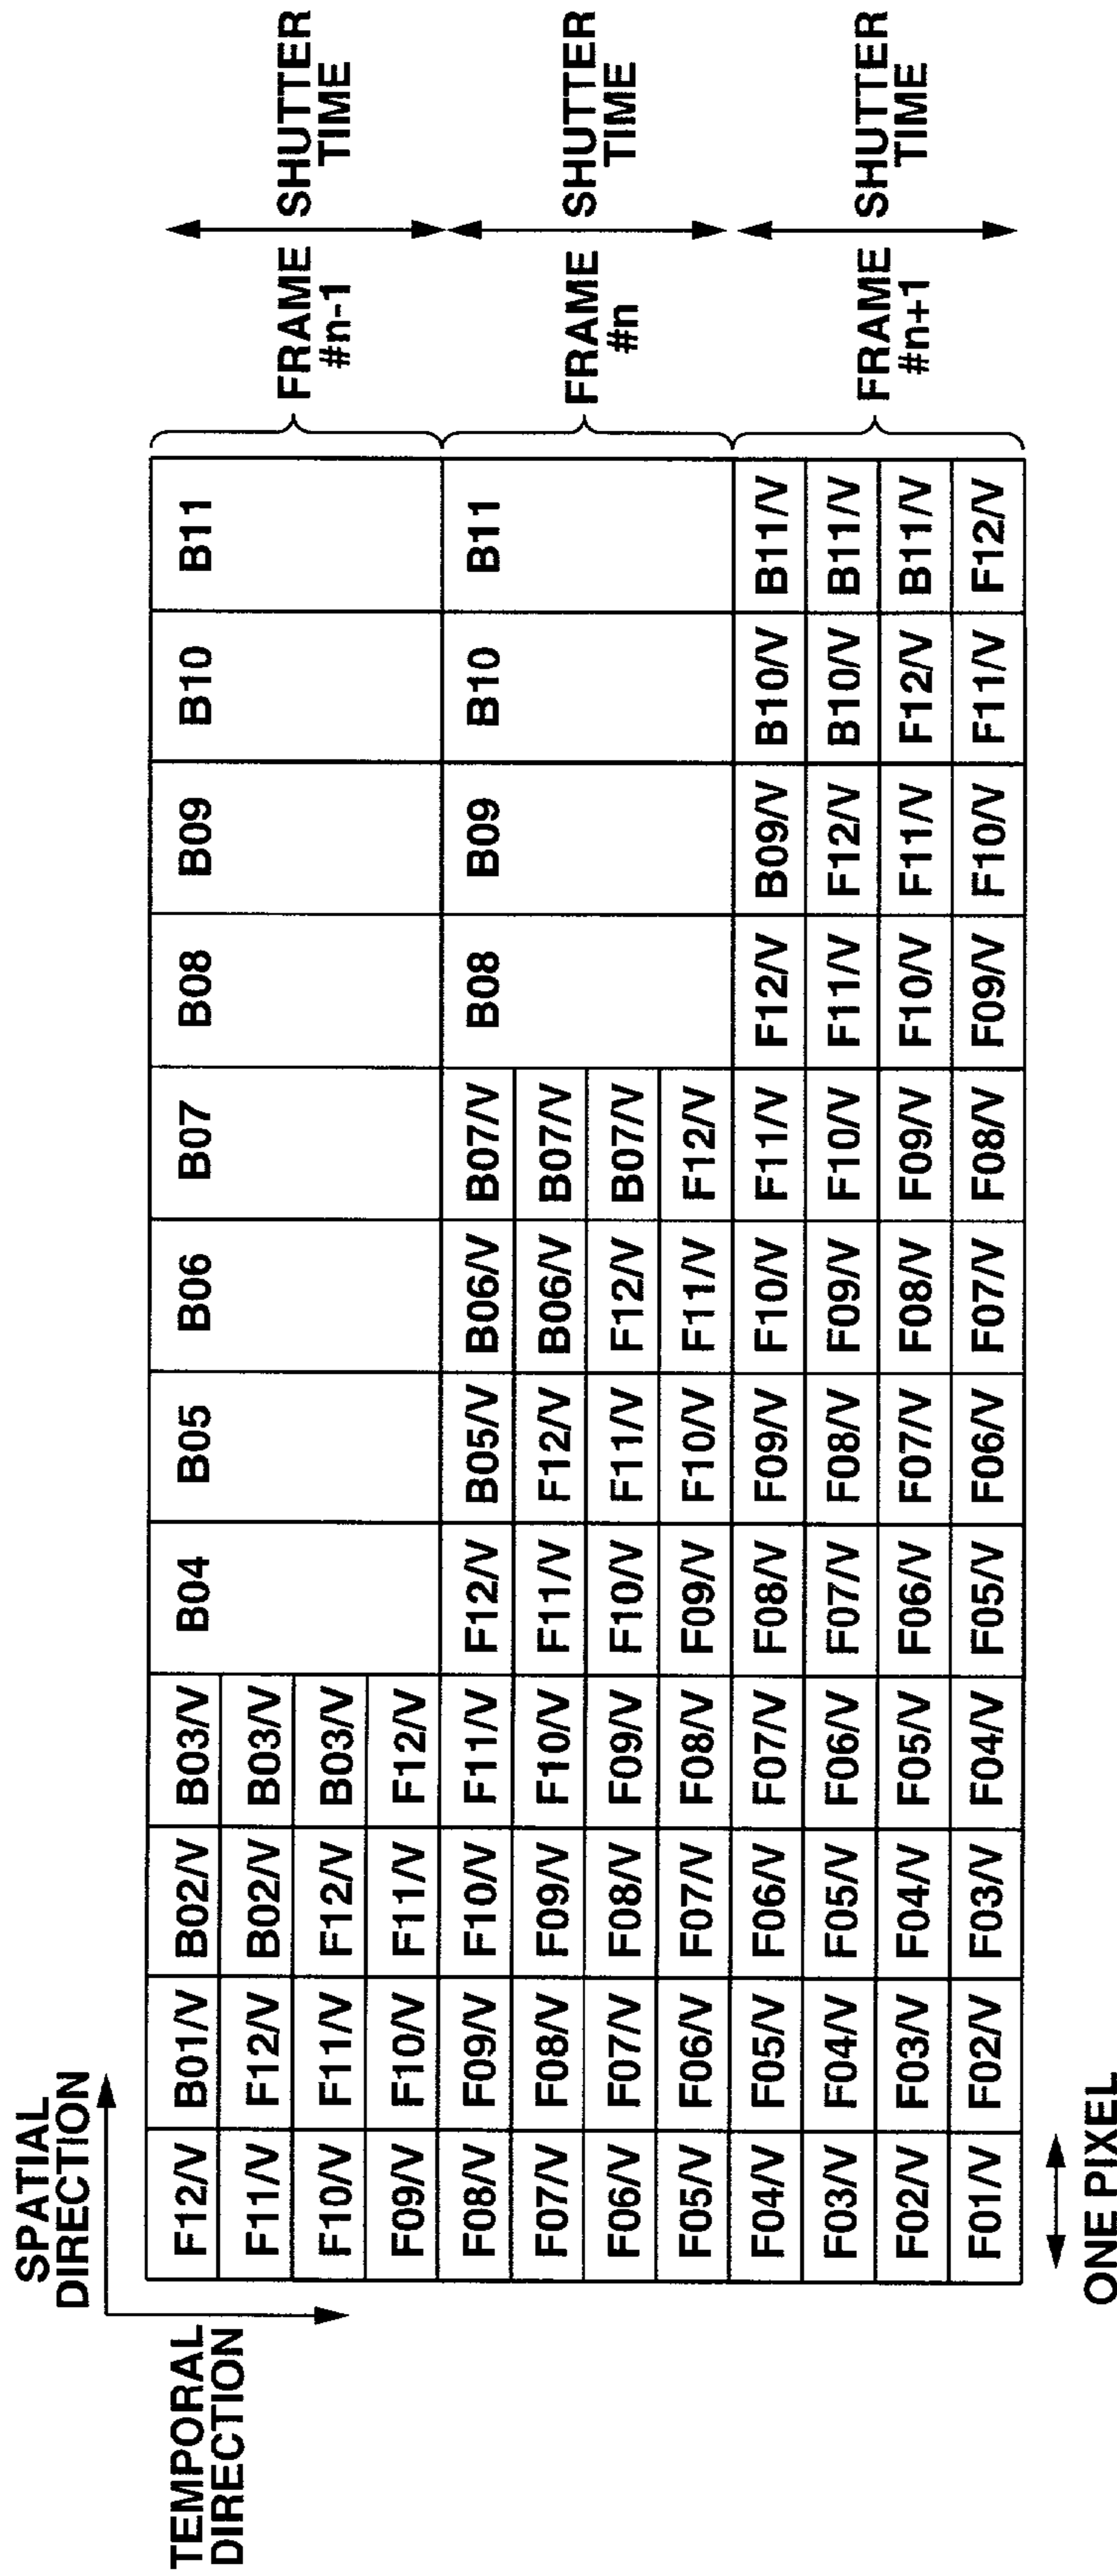 SPATIAL
DIRECTION
TEMPORAL
DIRECTION
F12/V B01/V B02/V B03/V B04 B05 B06 B07 B08 B09 B10 B11
F11/V F12/V B02/V B03/V
F10/V F11/V F12/V B03/V
F09/V F10/V F11/V F12/V
FRAME
#n-1
SHUTTER
TIME
F08/V F09/V F10/V F11/V F12/V B05/V B06/V B07/V B08 B09 B10 B11
F07/V F08/V F09/V F10/V F11/V F12/V B06/V B07/V
F06/V F07/V F08/V F09/V F10/V F11/V F12/V B07/V
F05/V F06/V F07/V F08/V F09/V F10/V F11/V F12/V
FRAME
#n
SHUTTER
TIME
F04/V F05/V F06/V F07/V F08/V F09/V F10/V F11/V F12/V B09/V B10/V B11/V
F03/V F04/V F05/V F06/V F07/V F08/V F09/V F10/V F11/V F12/V B10/V B11/V
F02/V F03/V F04/V F05/V F06/V F07/V F08/V F09/V F10/V F11/V F12/V B11/V
F01/V F02/V F03/V F04/V F05/V F06/V F07/V F08/V F09/V F10/V F11/V F12/V
FRAME
#n+1
SHUTTER
TIME
ONE PIXEL